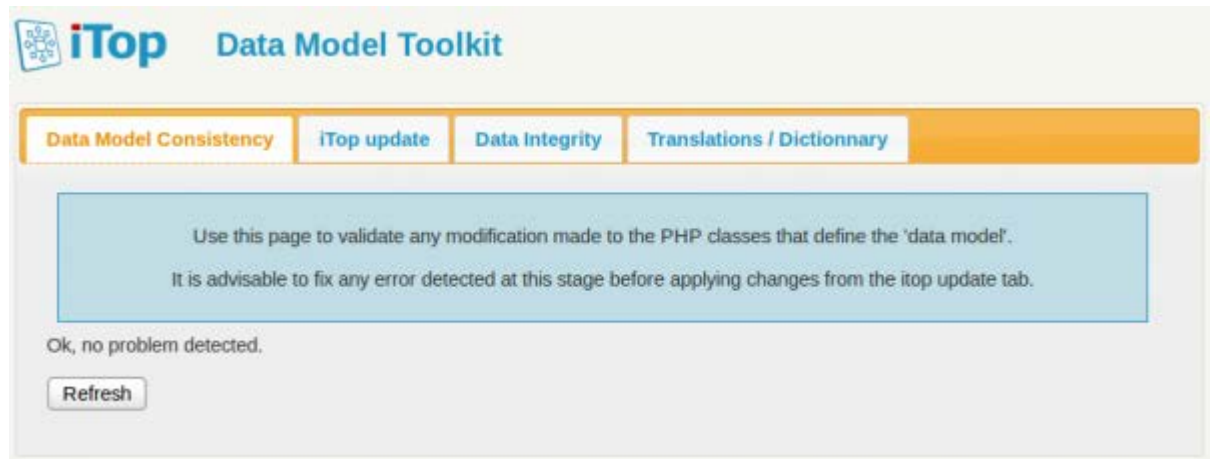 iTop Data Model Toolkit
Data Model Consistency iTop update Data Integrity Translations / Dictionnary
Use this page to validate any modification made to the PHP classes that define the 'data model'.
It is advisable to fix any error detected at this stage before applying changes from the itop update tab.
Ok, no problem detected.
Refresh